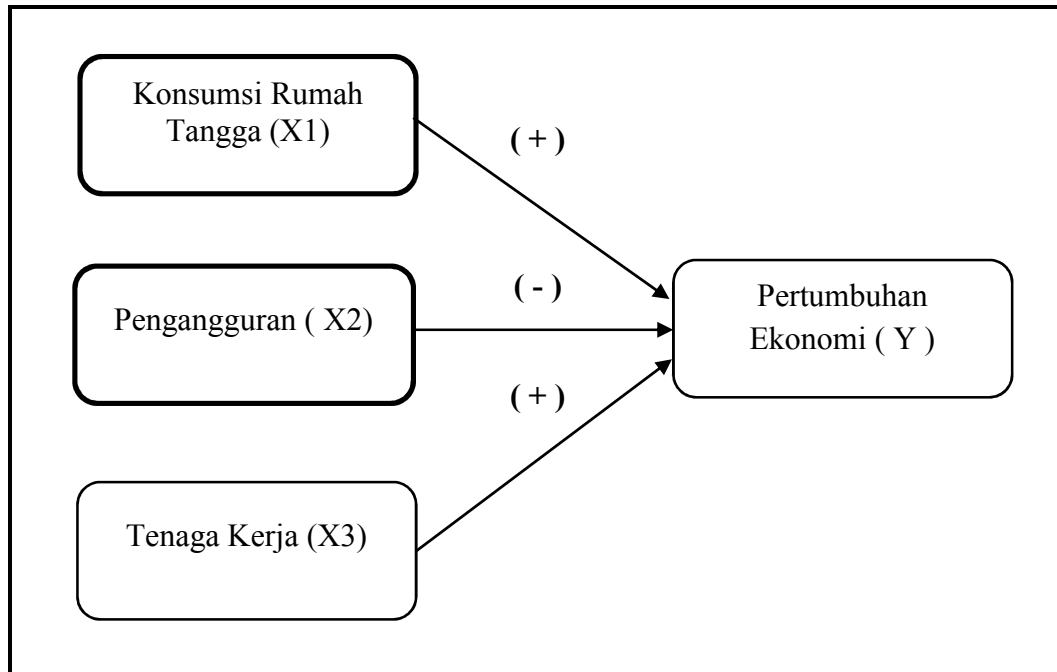 Konsumsi Rumah
Tangga (X1)
( + )
Pengangguran ( X2)
( - )
Pertumbuhan
Ekonomi ( Y )
( + )
Tenaga Kerja (X3)